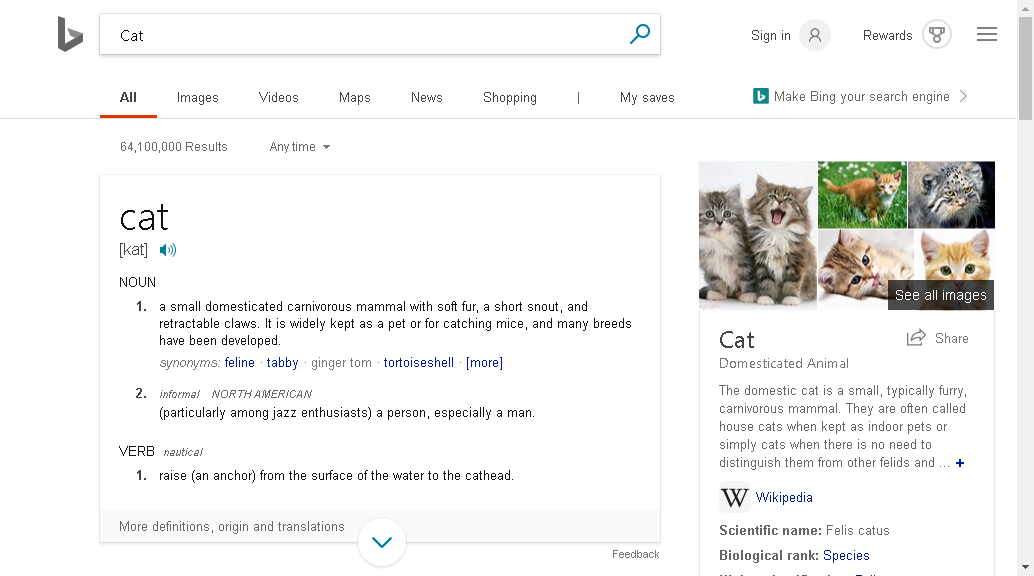 Cat
Sign in
Rewards
All
Images
Videos
Maps
News
Shopping
|
My saves
Make Bing your search engine
64,100,000 Results
Any time
cat
[kat]
NOUN
1. a small domesticated carnivorous mammal with soft fur, a short snout, and
retractable claws. It is widely kept as a pet or for catching mice, and many breeds
have been developed.
synonyms: feline · tabby · ginger tom · tortoiseshell · [more]
2. informal NORTH AMERICAN
(particularly among jazz enthusiasts) a person, especially a man.
VERB nautical
1. raise (an anchor) from the surface of the water to the cathead.
More definitions, origin and translations
Feedback
See all images
Cat
Share
Domesticated Animal
The domestic cat is a small, typically furry,
carnivorous mammal. They are often called
house cats when kept as indoor pets or
simply cats when there is no need to
distinguish them from other felids and ... +
W Wikipedia
Scientific name: Felis catus
Biological rank: Species